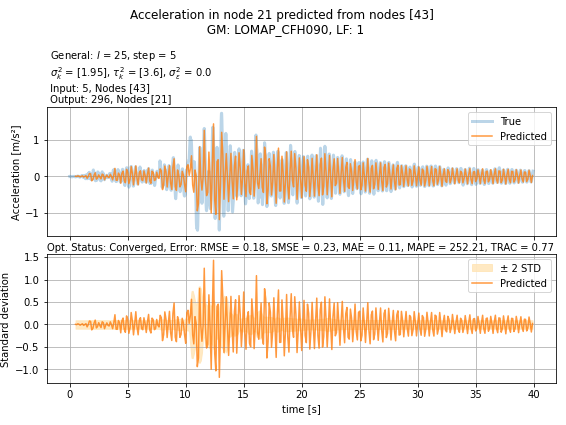 Acceleration in node 21 predicted from nodes [43]
GM: LOMAP_CFH090, LF: 1
General: l = 25, step = 5
σ²ₖ = [1.95], τ²ₖ = [3.6], σ²ₑ = 0.0
Input: 5, Nodes [43]
Output: 296, Nodes [21]
Acceleration [m/s²]
1
0
−1
True
Predicted
Opt. Status: Converged, Error: RMSE = 0.18, SMSE = 0.23, MAE = 0.11, MAPE = 252.21, TRAC = 0.77
Standard deviation
1.5
1.0
0.5
0.0
−0.5
−1.0
± 2 STD
Predicted
0 5 10 15 20 25 30 35 40
time [s]